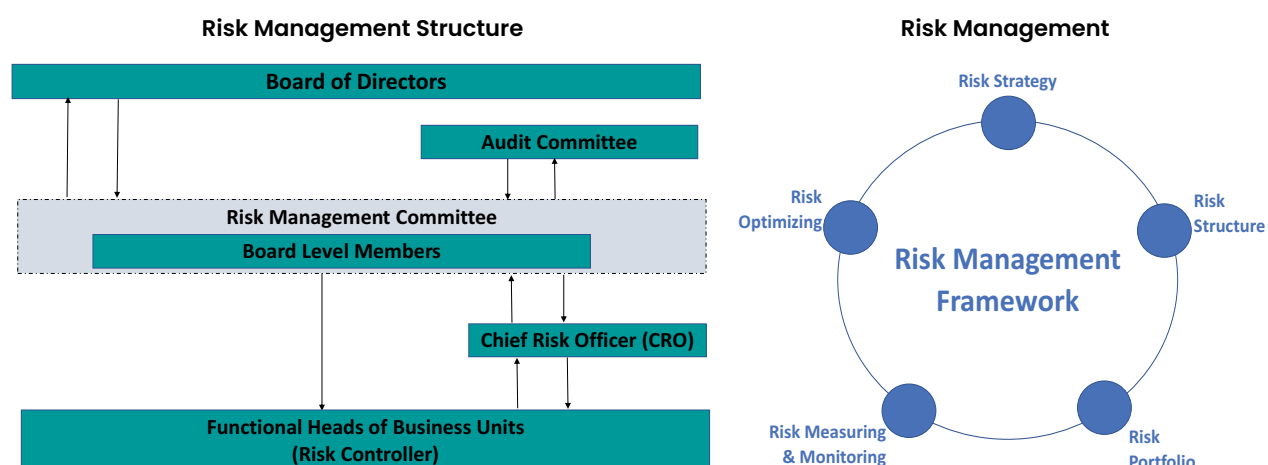 Risk Management Structure
Board of Directors
Audit Committee
Risk Management Committee
Board Level Members
Chief Risk Officer (CRO)
Functional Heads of Business Units
(Risk Controller)
Risk Management
Risk Strategy
Risk
Structure
Risk
Portfolio
Risk Measuring
& Monitoring
Risk
Optimizing
Risk Management
Framework